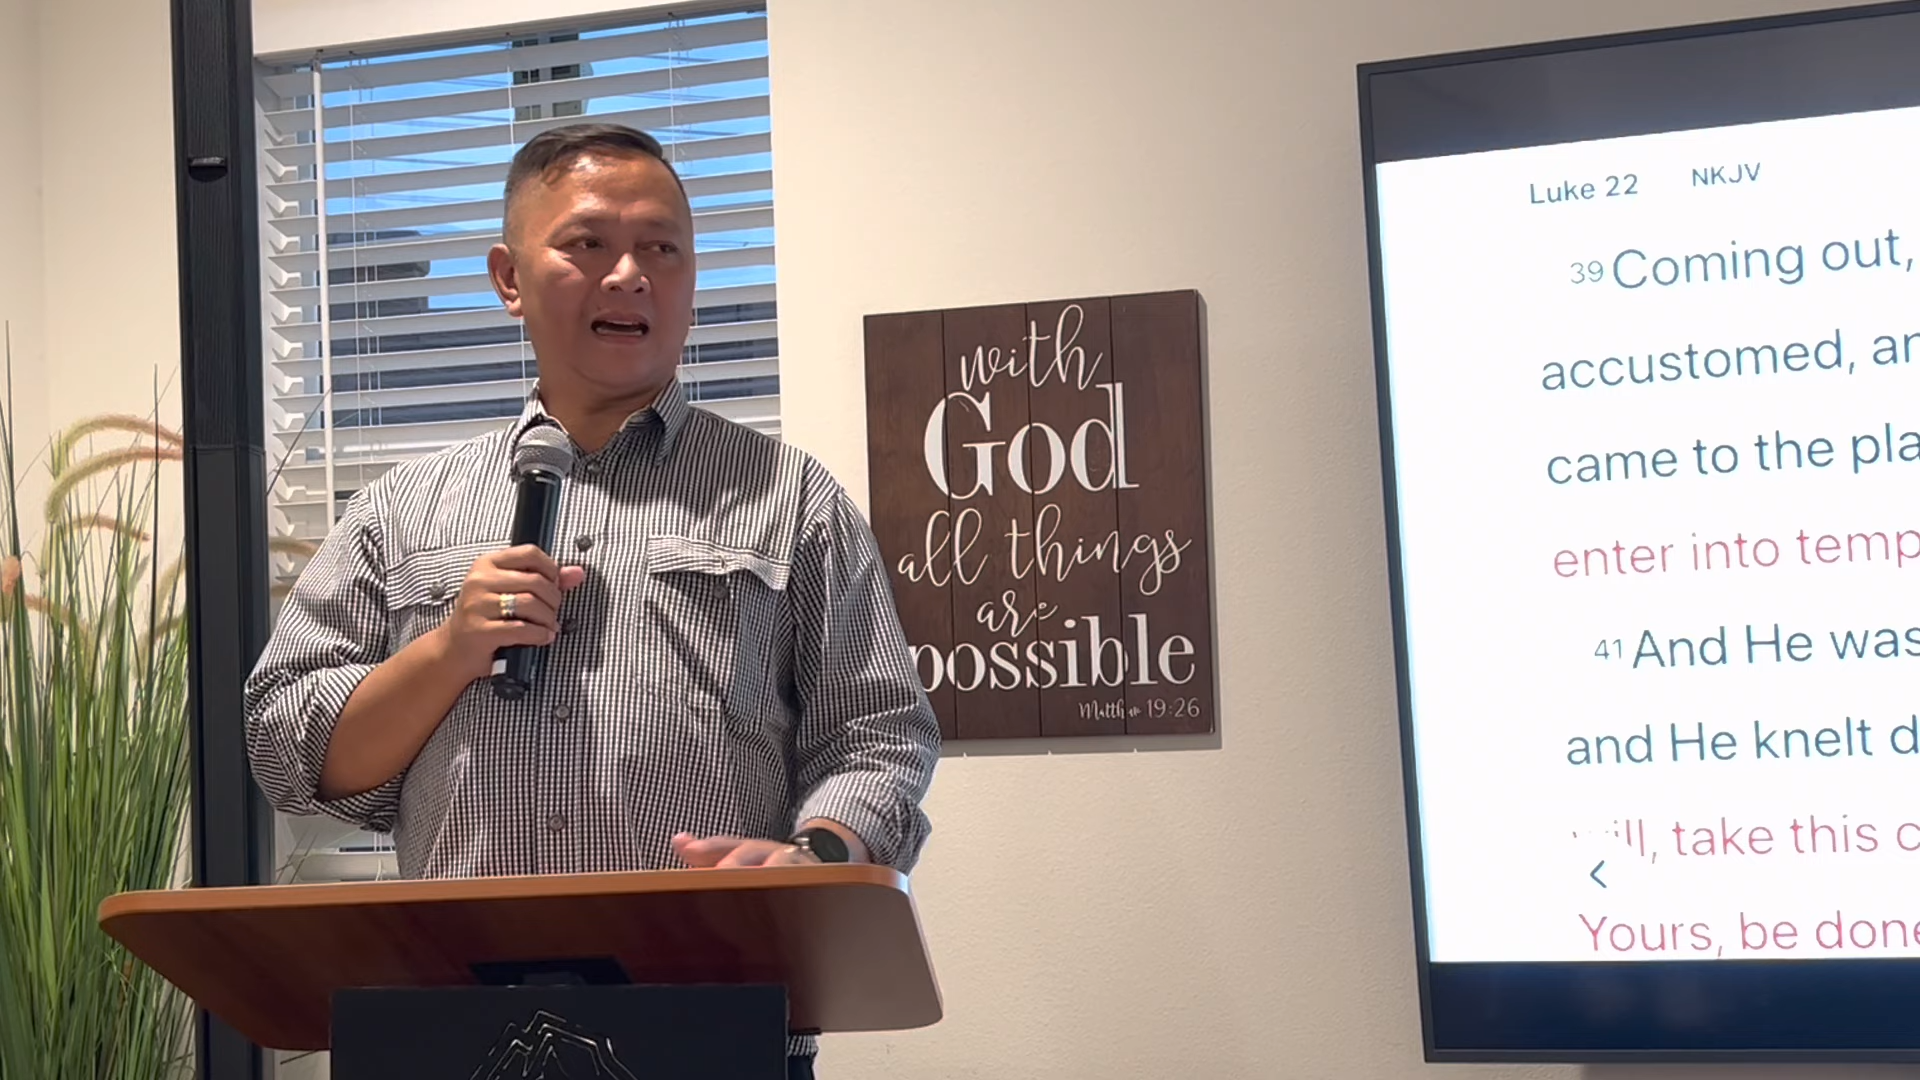 with
God
all things
are
possible
Matthew 19:26
Luke 22 NKJV
39 Coming out,
accustomed, an
came to the pla
enter into temp
41 And He was
and He knelt d
take this c
Yours, be done